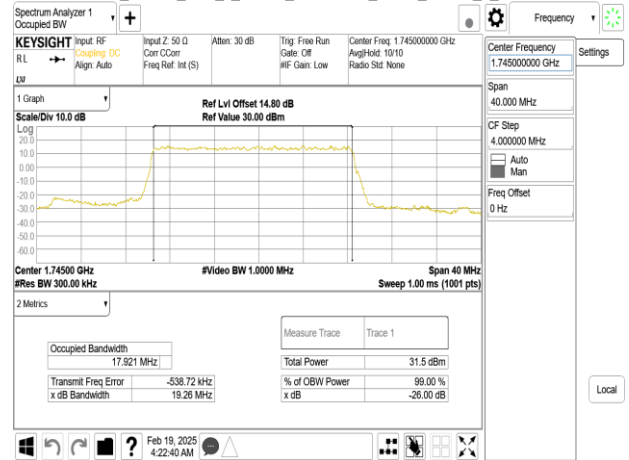 Spectrum Analyzer 1
Occupied BW
Frequency
KEYSIGHT
RL
Input: RF
Coupling: DC
Align: Auto
Input Z: 50 Ω
Corr CCorr
Freq Ref: Int (S)
Atten: 30 dB
Trig: Free Run
Gate: Off
#IF Gain: Low
Center Freq: 1.745000000 GHz
Avg|Hold: 10/10
Radio Std: None
LXI
1 Graph
Scale/Div 10.0 dB
Ref Lvl Offset 14.80 dB
Ref Value 30.00 dBm
Log
20.0
10.0
0.00
-10.0
-20.0
-30.0
-40.0
-50.0
-60.0
Center 1.74500 GHz
#Res BW 300.00 kHz
#Video BW 1.0000 MHz
Span 40 MHz
Sweep 1.00 ms (1001 pts)
2 Metrics
Measure Trace Trace 1
Occupied Bandwidth
17.921 MHz
Total Power 31.5 dBm
Transmit Freq Error -538.72 kHz
% of OBW Power 99.00 %
x dB Bandwidth 19.26 MHz
x dB -26.00 dB
Feb 19, 2025
4:22:40 AM
Center Frequency
1.745000000 GHz
Settings
Span
40.000 MHz
CF Step
4.000000 MHz
Auto
Man
Freq Offset
0 Hz
Local